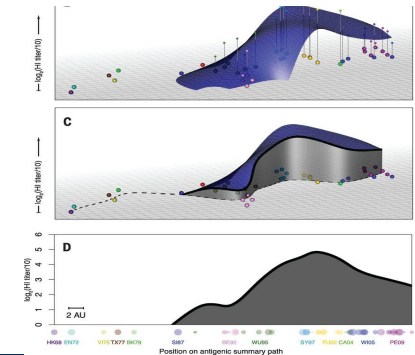 log₂(HI titer/10)
C
log₂(HI titer/10)
D
log₂(HI titer/10)
6
5
4
3
2
1
0
2 AU
HK68 EN72 VI75 TX77 BK79 SI87 BE92 WU95 SY97 FU02 CA04 WI05 PE09
Position on antigenic summary path